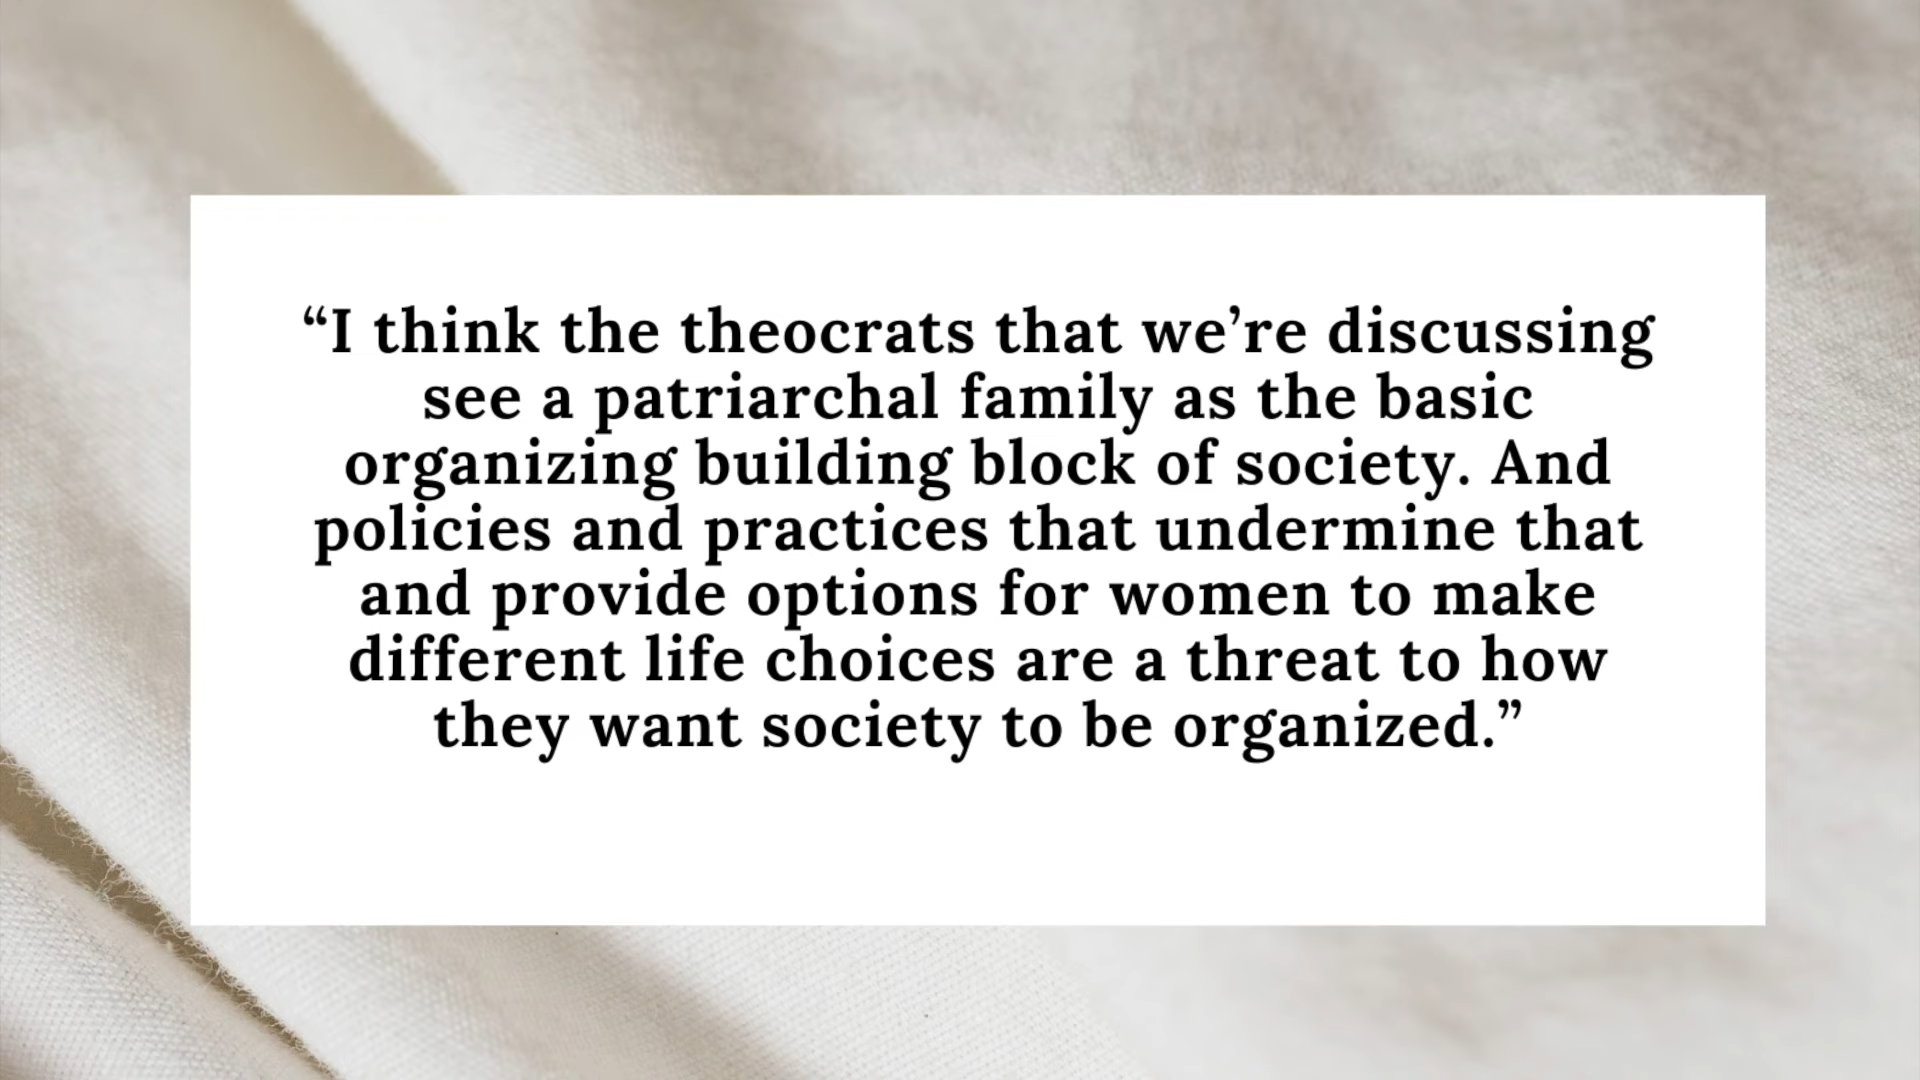 “I think the theocrats that we’re discussing
see a patriarchal family as the basic
organizing building block of society. And
policies and practices that undermine that
and provide options for women to make
different life choices are a threat to how
they want society to be organized.”